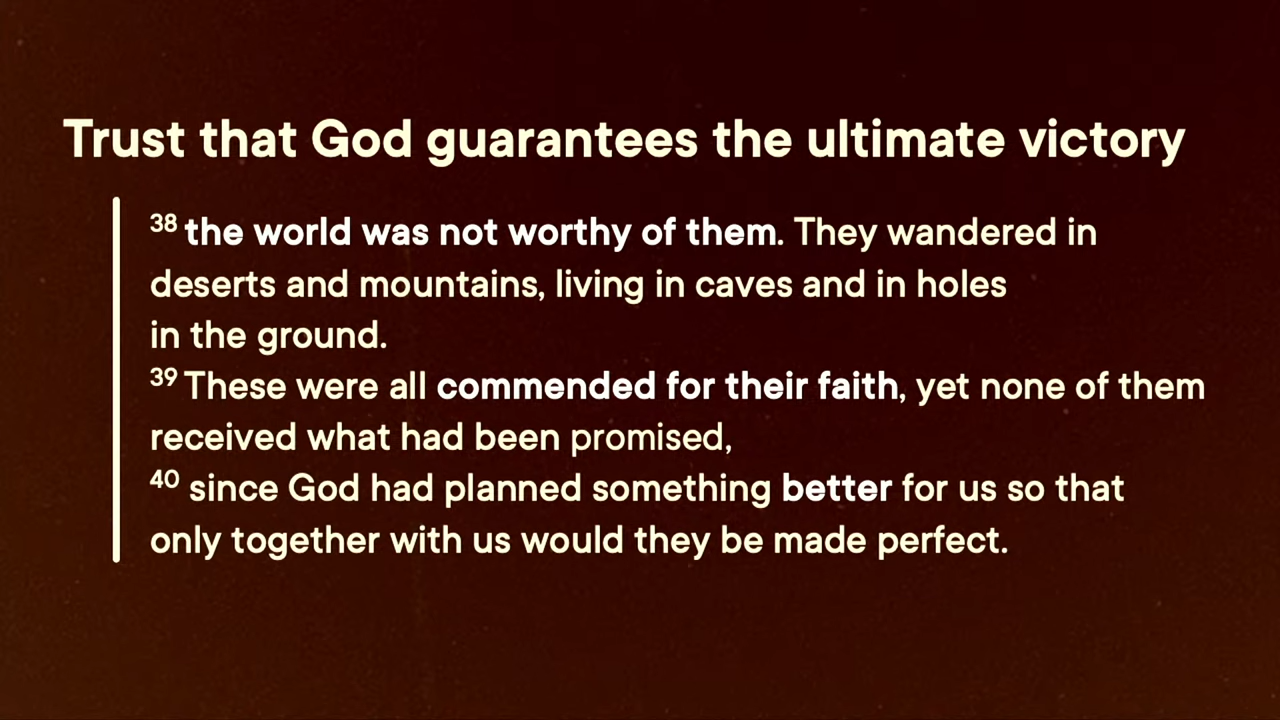 Trust that God guarantees the ultimate victory
38 the world was not worthy of them. They wandered in
deserts and mountains, living in caves and in holes
in the ground.
39 These were all commended for their faith, yet none of them
received what had been promised,
40 since God had planned something better for us so that
only together with us would they be made perfect.